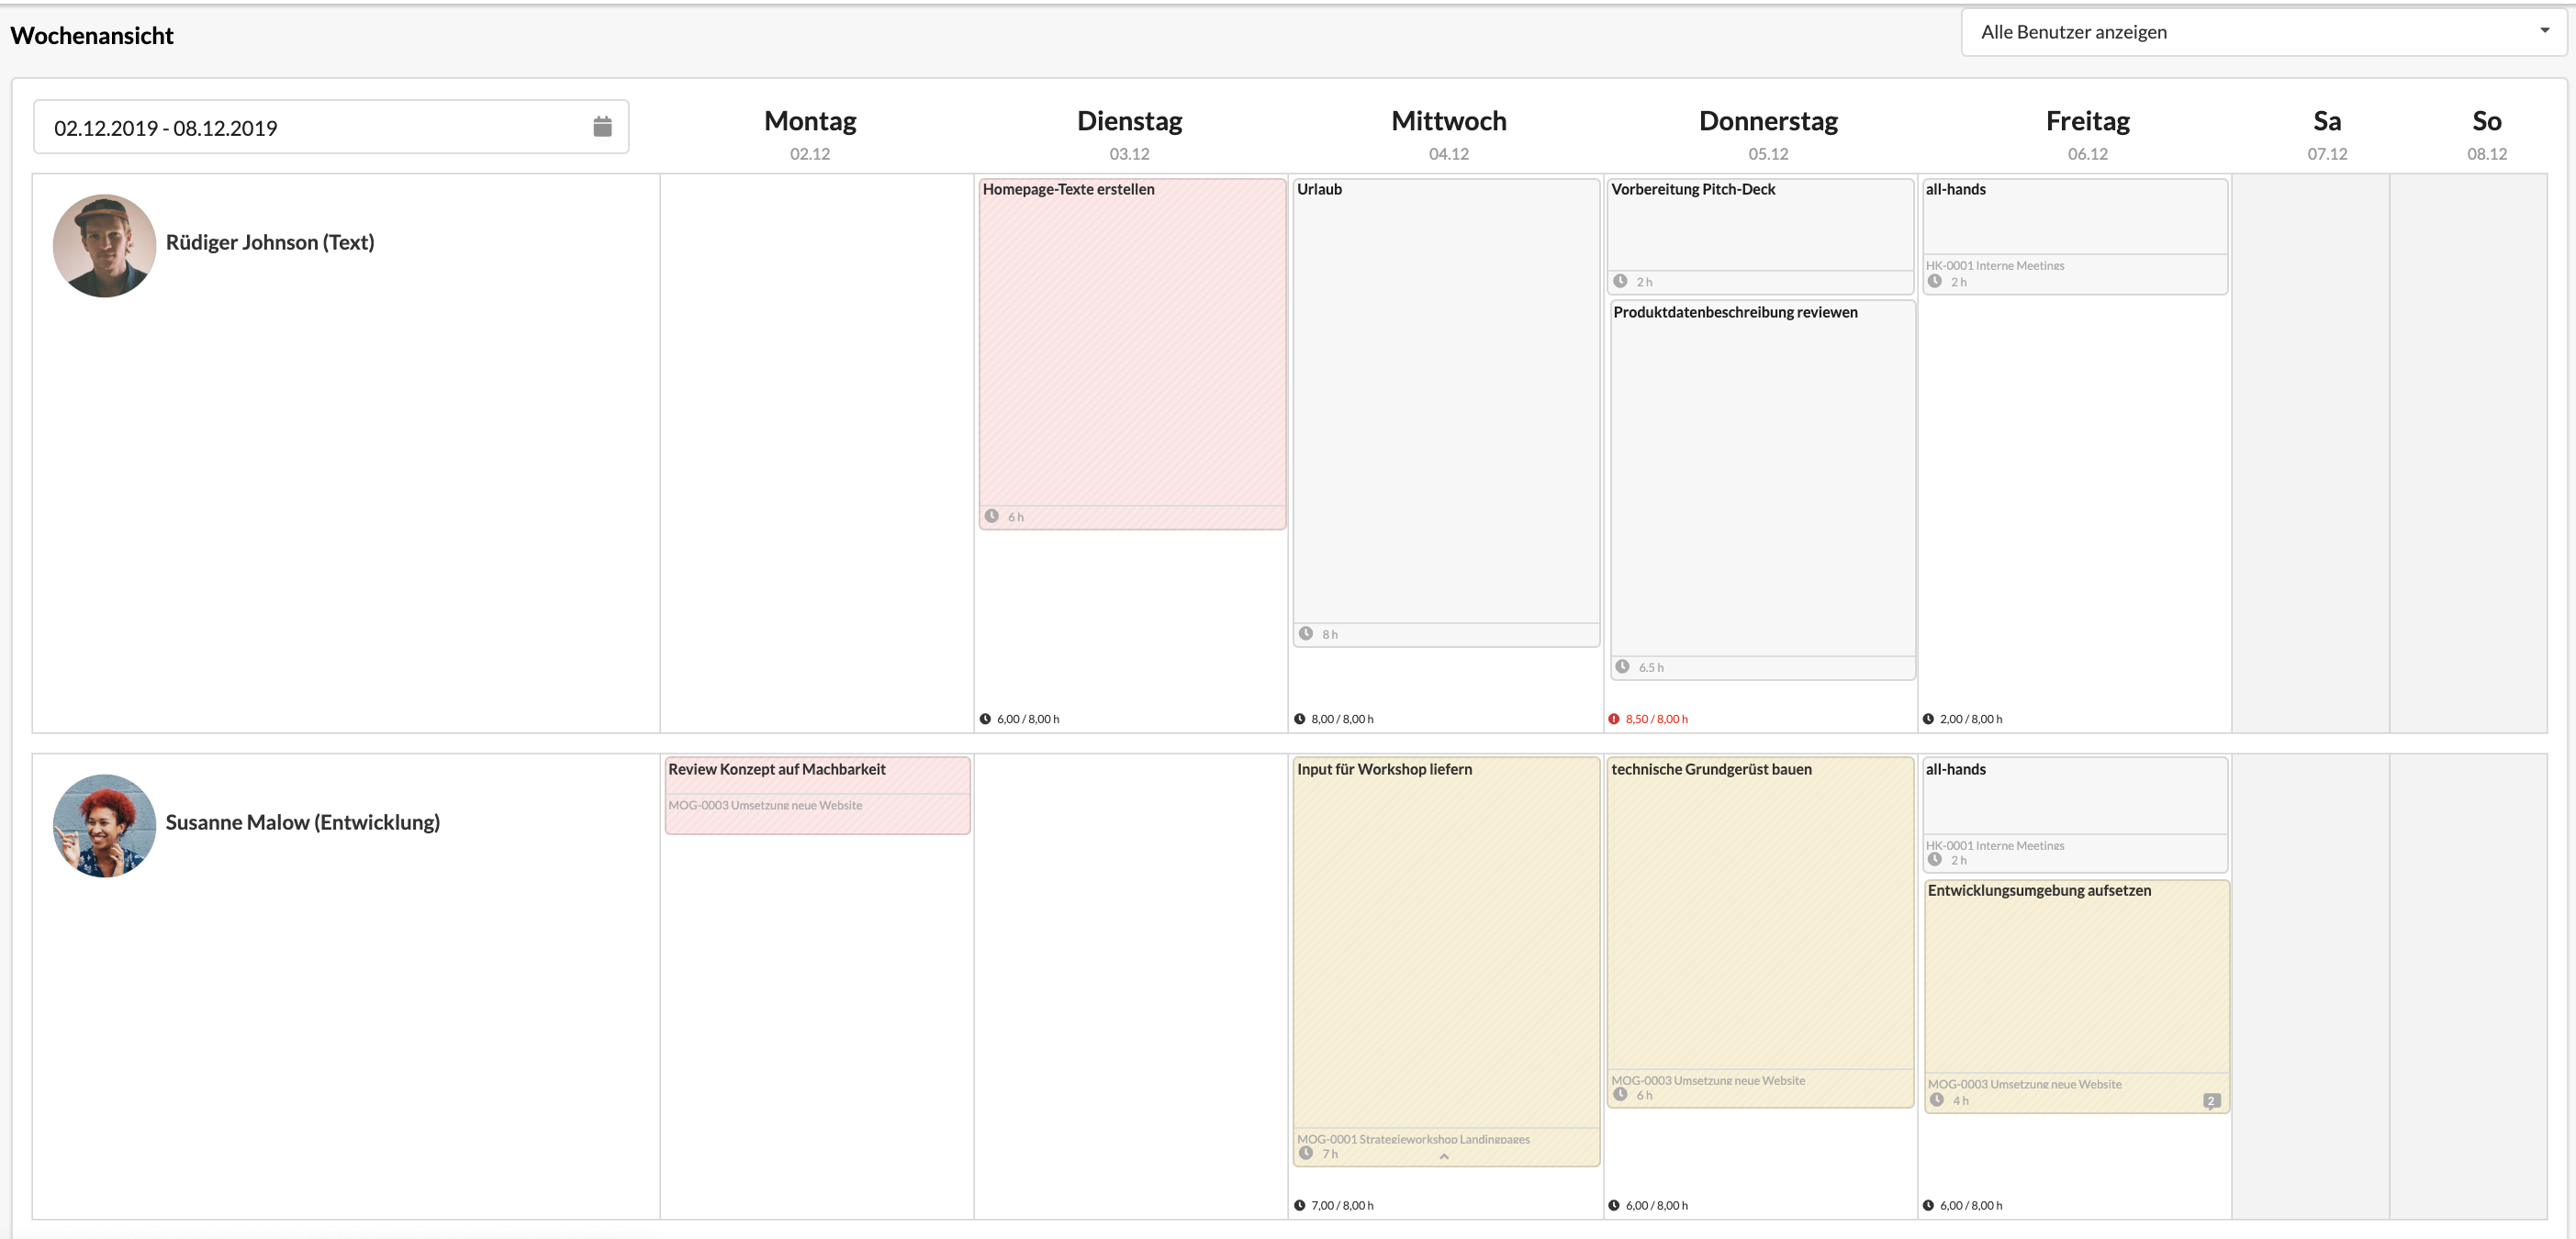 Wochenansicht
Alle Benutzer anzeigen
02.12.2019 - 08.12.2019
Montag
02.12
Dienstag
03.12
Mittwoch
04.12
Donnerstag
05.12
Freitag
06.12
Sa
07.12
So
08.12
Rüdiger Johnson (Text)
Homepage-Texte erstellen
6 h
6,00 / 8,00 h
Urlaub
8 h
8,00 / 8,00 h
Vorbereitung Pitch-Deck
2 h
Produktdatenbeschreibung reviewen
6.5 h
8,50 / 8,00 h
all-hands
HK-0001 Interne Meetings
2 h
2,00 / 8,00 h
Susanne Malow (Entwicklung)
Review Konzept auf Machbarkeit
MOG-0003 Umsetzung neue Website
Input für Workshop liefern
MOG-0001 Strategieworkshop Landingpages
7 h
7,00 / 8,00 h
technische Grundgerüst bauen
MOG-0003 Umsetzung neue Website
6 h
6,00 / 8,00 h
all-hands
HK-0001 Interne Meetings
2 h
Entwicklungsumgebung aufsetzen
MOG-0003 Umsetzung neue Website
4 h
2
6,00 / 8,00 h